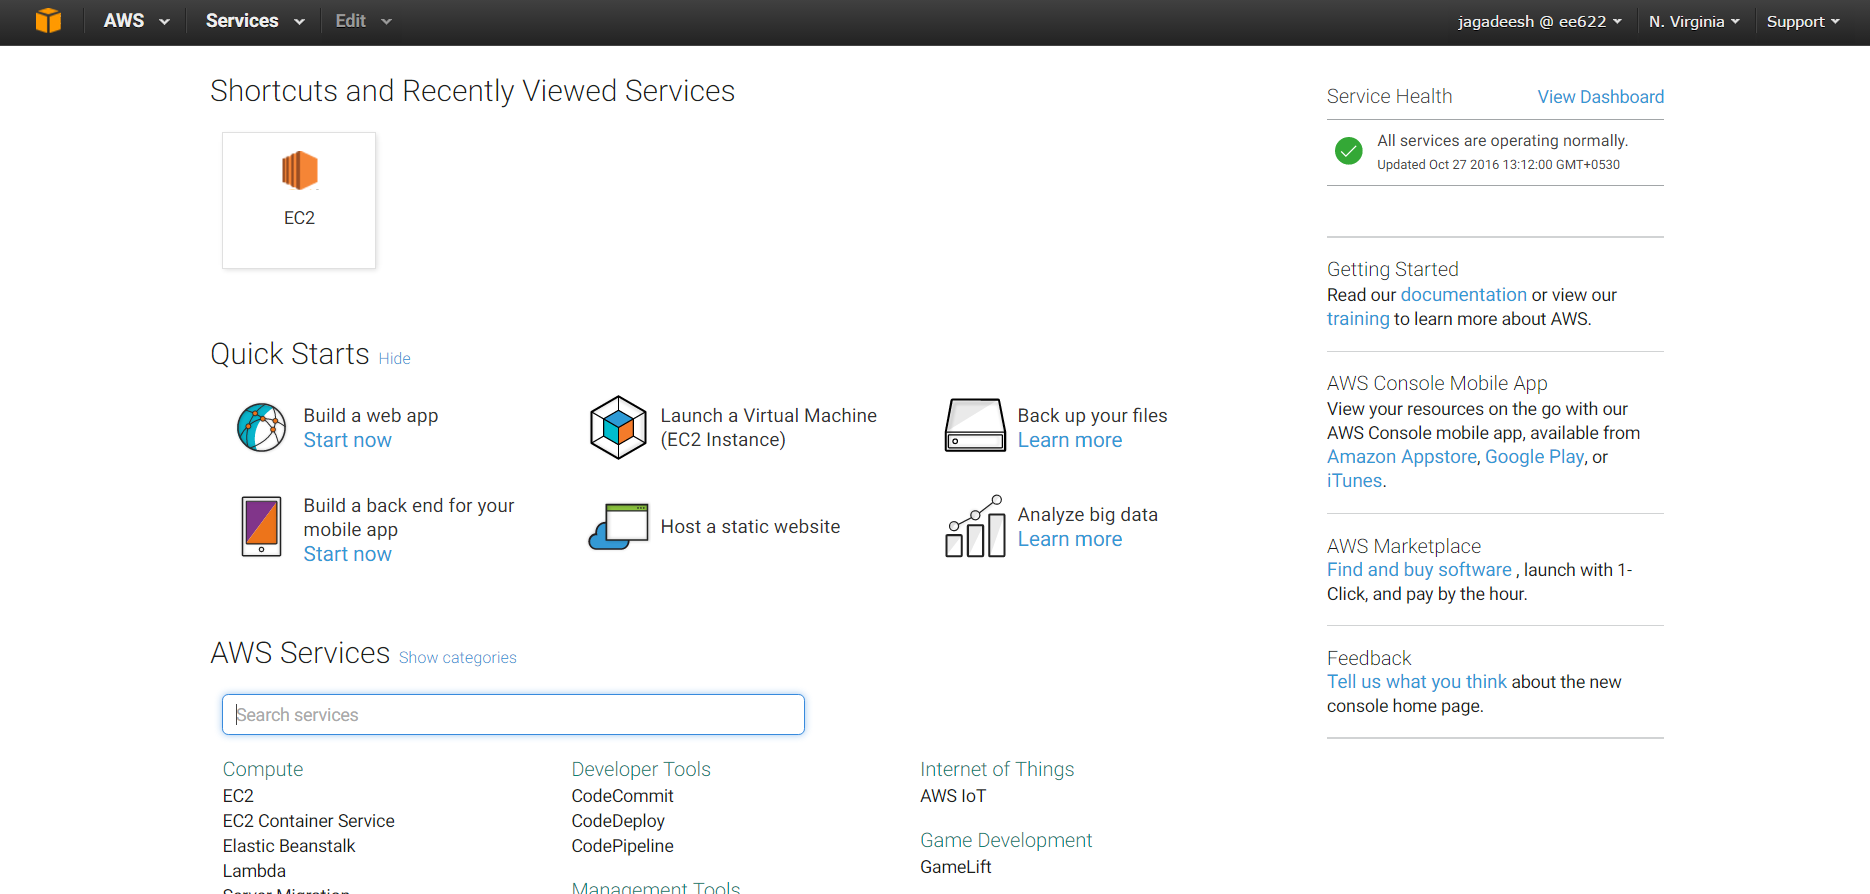 AWS
Services
Edit
jagadeesh @ ee622
N. Virginia
Support
Shortcuts and Recently Viewed Services
EC2
Quick Starts Hide
Build a web app
Start now
Launch a Virtual Machine
(EC2 Instance)
Back up your files
Learn more
Build a back end for your
mobile app
Start now
Host a static website
Analyze big data
Learn more
AWS Services Show categories
Search services
Compute
EC2
EC2 Container Service
Elastic Beanstalk
Lambda
Server Migration
Developer Tools
CodeCommit
CodeDeploy
CodePipeline
Management Tools
Internet of Things
AWS IoT
Game Development
GameLift
Service Health View Dashboard
All services are operating normally.
Updated Oct 27 2016 13:12:00 GMT+0530
Getting Started
Read our documentation or view our
training to learn more about AWS.
AWS Console Mobile App
View your resources on the go with our
AWS Console mobile app, available from
Amazon Appstore, Google Play, or
iTunes.
AWS Marketplace
Find and buy software , launch with 1-
Click, and pay by the hour.
Feedback
Tell us what you think about the new
console home page.